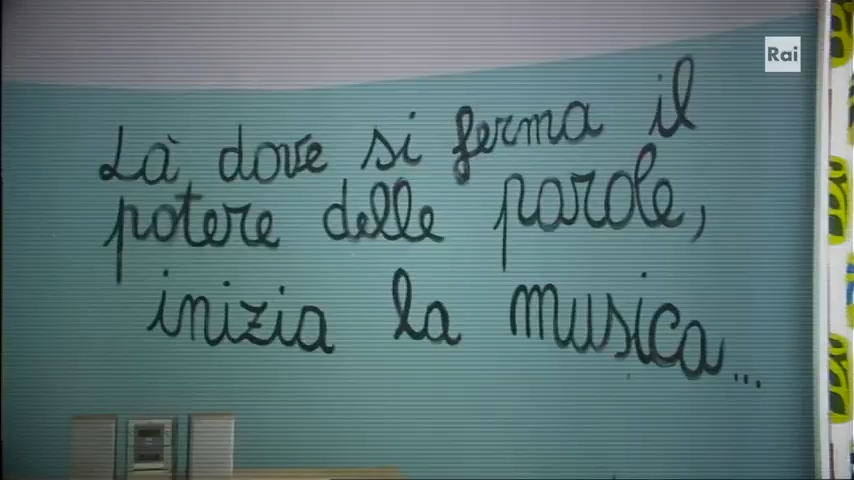 Rai
Là dove si ferma il
potere delle parole,
inizia la musica...